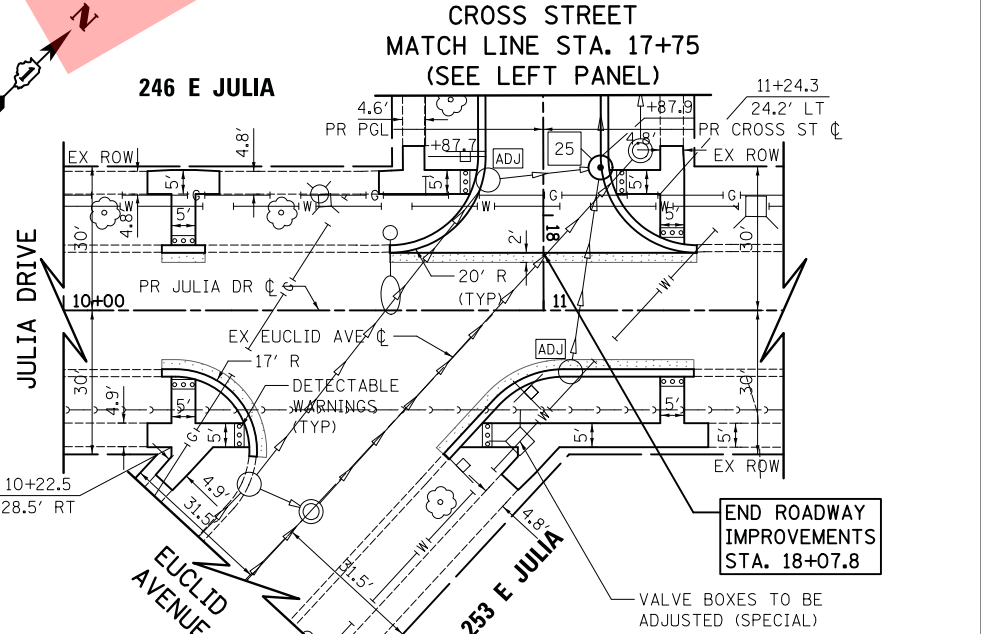 CROSS STREET
MATCH LINE STA. 17+75
(SEE LEFT PANEL)
N
1
246 E JULIA
4.6'
PR PGL
+87.7
ADJ
25
+87.9
4.8'
11+24.3
24.2' LT
PR CROSS ST ℄
EX ROW
4.8'
EX ROW
5'
5'
5'
G
G
G
G
W
W
W
W
W
5'
4.8'
5'
30'
30'
2'
18
20' R
(TYP)
G
W
JULIA DRIVE
PR JULIA DR ℄
10+00
11
EX EUCLID AVE ℄
17' R
ADJ
DETECTABLE
WARNINGS
(TYP)
30'
30'
4.9'
5'
5'
W
5'
5'
5'
G
EX ROW
10+22.5
28.5' RT
4.9'
31.5'
4.8'
W
31.5'
END ROADWAY
IMPROVEMENTS
STA. 18+07.8
EUCLID
AVENUE
253 E JULIA
VALVE BOXES TO BE
ADJUSTED (SPECIAL)